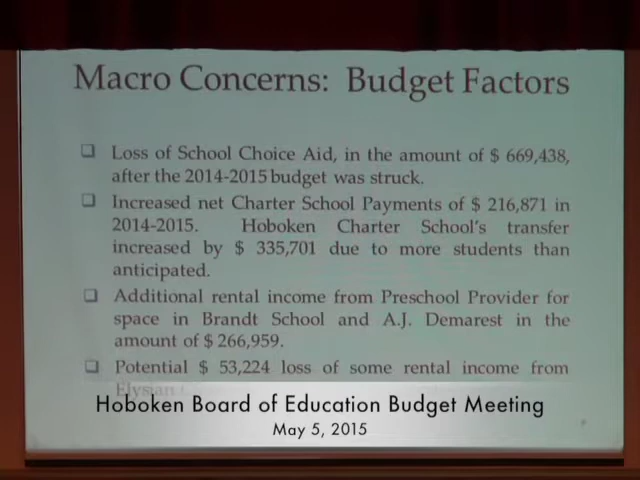 Macro Concerns: Budget Factors
❑ Loss of School Choice Aid, in the amount of $ 669,438,
after the 2014-2015 budget was struck.
❑ Increased net Charter School Payments of $ 216,871 in
2014-2015. Hoboken Charter School's transfer
increased by $ 335,701 due to more students than
anticipated.
❑ Additional rental income from Preschool Provider for
space in Brandt School and A.J. Demarest in the
amount of $ 266,959.
❑ Potential $ 53,224 loss of some rental income from
Elysian
Hoboken Board of Education Budget Meeting
May 5, 2015